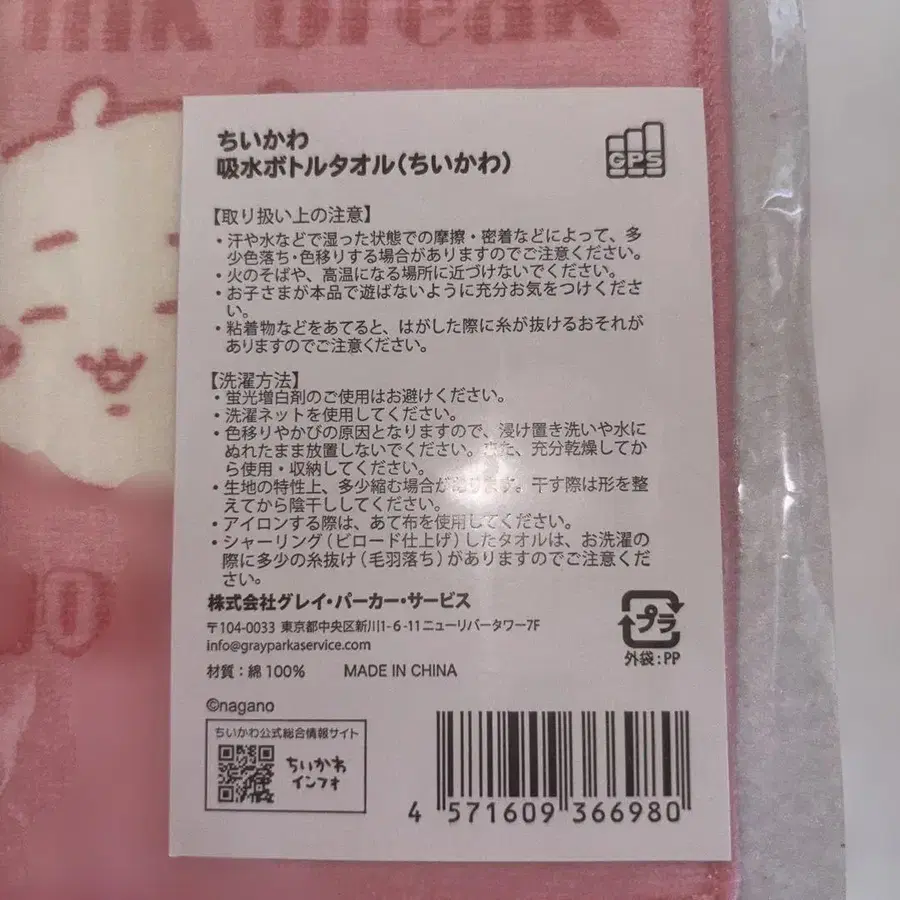 break
ちいかわ
吸水ボトルタオル(ちいかわ)
GPS
【取り扱い上の注意】
・汗や水などで湿った状態での摩擦・密着などによって、多
少色落ち・色移りする場合がありますのでご注意ください。
・火のそばや、高温になる場所に近づけないでください。
・お子さまが本品で遊ばないように充分お気をつけくださ
い。
・粘着物などをあてると、はがした際に糸が抜けるおそれが
ありますのでご注意ください。
【洗濯方法】
・蛍光増白剤のご使用はお避けください。
・洗濯ネットを使用してください。
・色移りやかびの原因となりますので、浸け置き洗いや水に
ぬれたまま放置しないでください。また、充分乾燥してか
ら使用・収納してください。
・生地の特性上、多少縮む場合があります。干す際は形を整
えてから陰干ししてください。
・アイロンする際は、あて布を使用してください。
・シャーリング(ビロード仕上げ)したタオルは、お洗濯の
際に多少の糸抜け(毛羽落ち)がありますのでご注意くだ
さい。
株式会社グレイ・パーカー・サービス
〒104-0033 東京都中央区新川1-6-11ニューリバータワー7F
info@grayparkaservice.com
プラ
外袋:PP
材質:綿100% MADE IN CHINA
©nagano
ちいかわ公式総合情報サイト
ちいかわ
インフォ
4 571609 366980